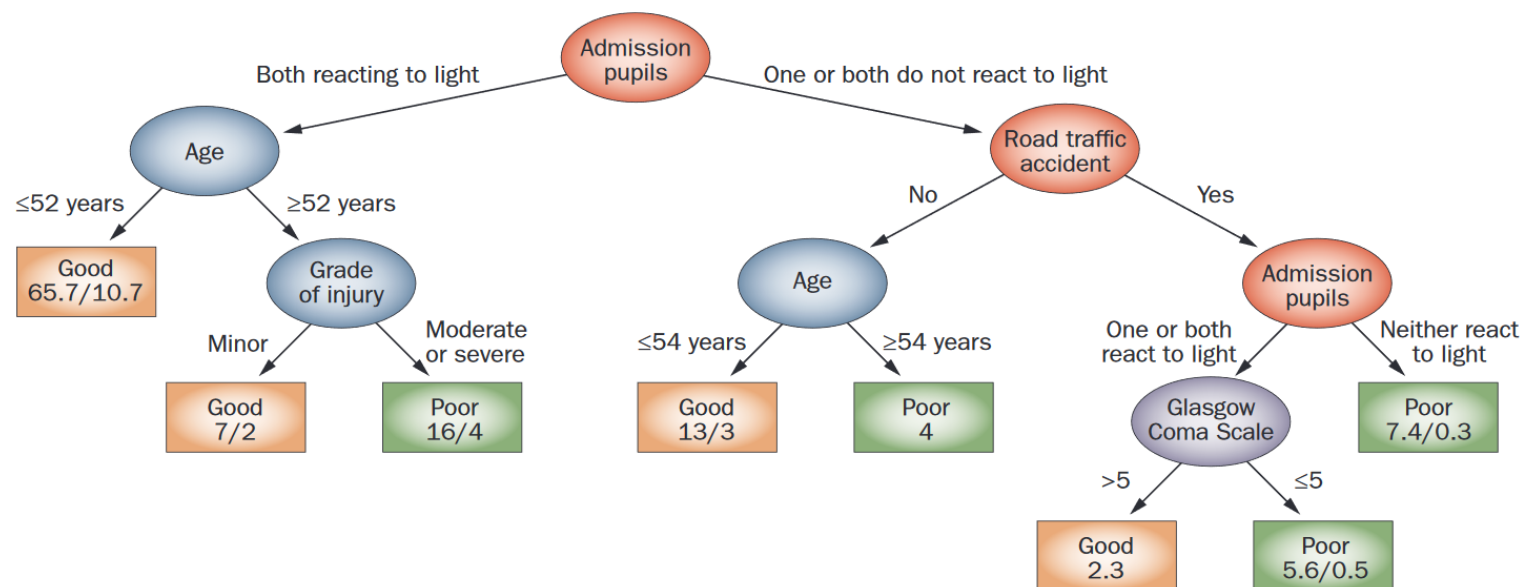 Admission
pupils
Both reacting to light
One or both do not react to light
Age
Road traffic
accident
≤52 years
≥52 years
No
Yes
Good
65.7/10.7
Grade
of injury
Age
Admission
pupils
Minor
Moderate
or severe
≤54 years
≥54 years
One or both
react to light
Neither react
to light
Good
7/2
Poor
16/4
Good
13/3
Poor
4
Glasgow
Coma Scale
Poor
7.4/0.3
>5
≤5
Good
2.3
Poor
5.6/0.5